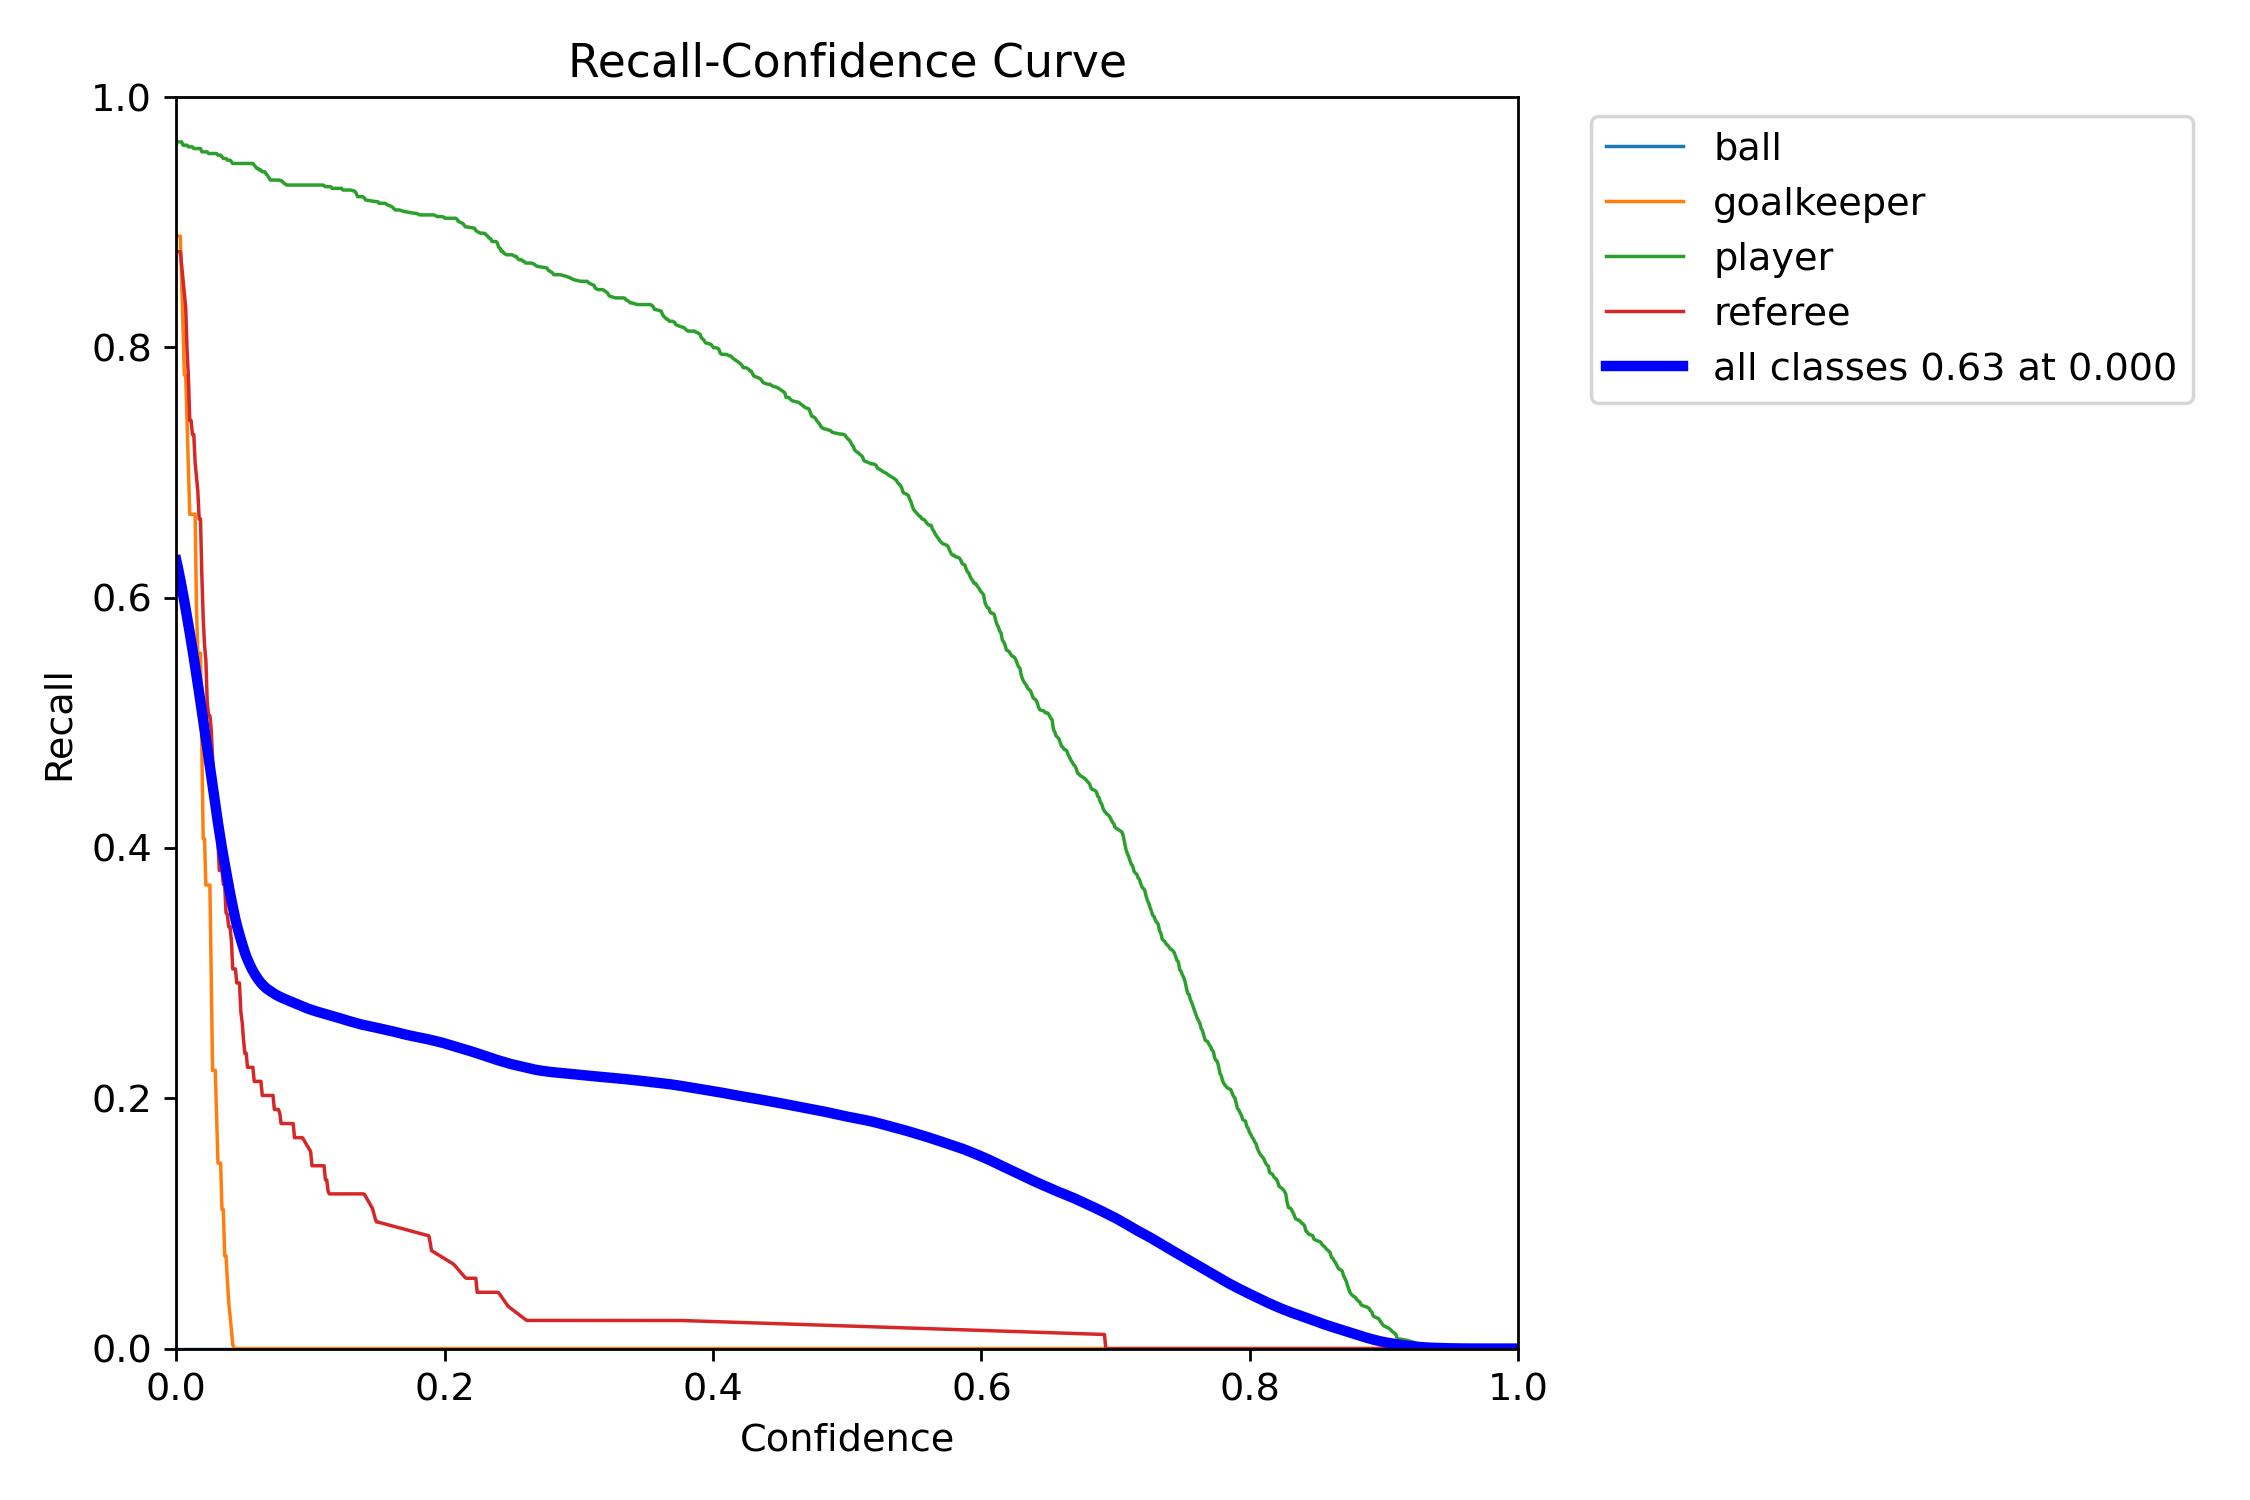 Recall-Confidence Curve
1.0
0.8
0.6
0.4
0.2
0.0
Recall
0.0 0.2 0.4 0.6 0.8 1.0
Confidence
ball
goalkeeper
player
referee
all classes 0.63 at 0.000